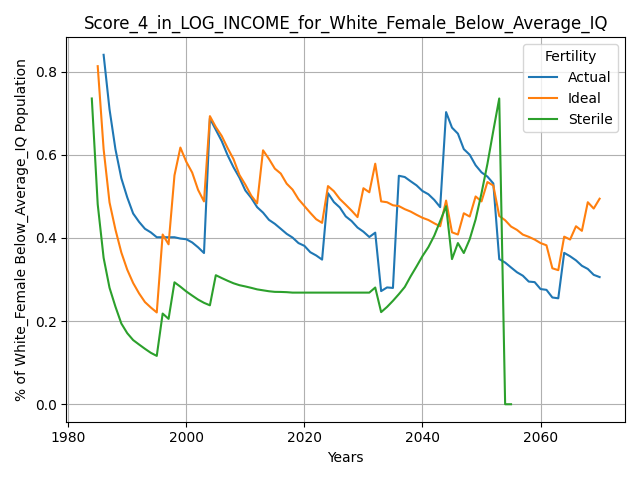 Score_4_in_LOG_INCOME_for_White_Female_Below_Average_IQ
% of White_Female Below_Average_IQ Population
0.8
0.6
0.4
0.2
0.0
Fertility
Actual
Ideal
Sterile
1980
2000
2020
2040
2060
Years